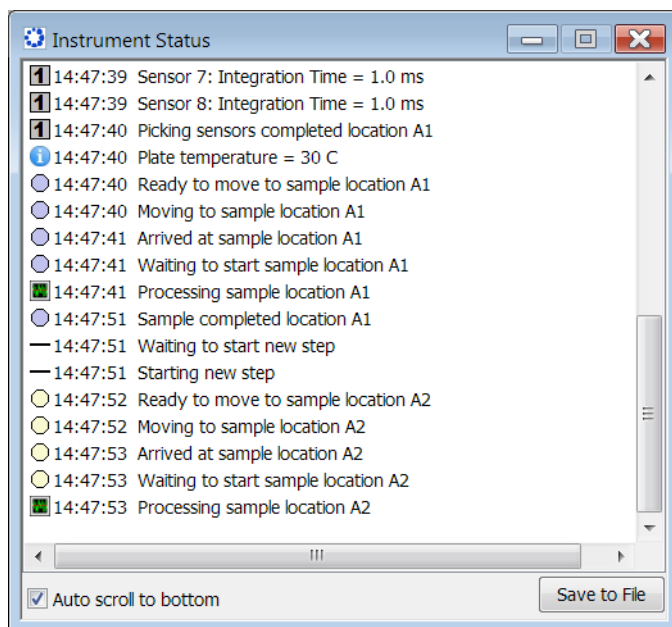 Instrument Status
1 14:47:39 Sensor 7: Integration Time = 1.0 ms
1 14:47:39 Sensor 8: Integration Time = 1.0 ms
1 14:47:40 Picking sensors completed location A1
i 14:47:40 Plate temperature = 30 C
14:47:40 Ready to move to sample location A1
14:47:40 Moving to sample location A1
14:47:41 Arrived at sample location A1
14:47:41 Waiting to start sample location A1
14:47:41 Processing sample location A1
14:47:51 Sample completed location A1
14:47:51 Waiting to start new step
14:47:51 Starting new step
14:47:52 Ready to move to sample location A2
14:47:52 Moving to sample location A2
14:47:53 Arrived at sample location A2
14:47:53 Waiting to start sample location A2
14:47:53 Processing sample location A2
Auto scroll to bottom
Save to File